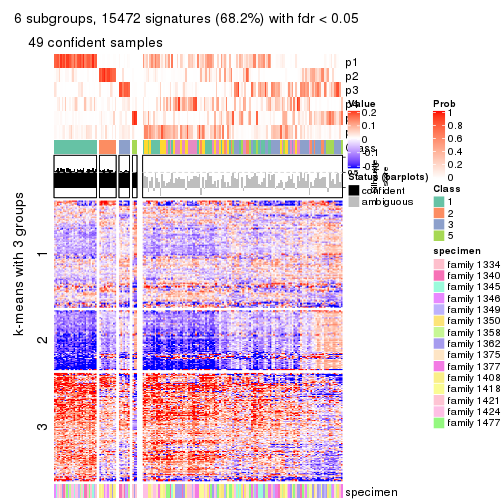 6 subgroups, 15472 signatures (68.2%) with fdr < 0.05
49 confident samples
p1
p2
p3
Value
0.2
0.1
0
-0.1
Status (barplots)
confident
ambiguous
Prob
1
0.8
0.6
0.4
0.2
0
Class
1
2
3
5
specimen
family 1334
family 1340
family 1345
family 1346
family 1349
family 1350
family 1358
family 1362
family 1375
family 1377
family 1408
family 1418
family 1421
family 1424
family 1477
k-means with 3 groups
1
2
3
specimen